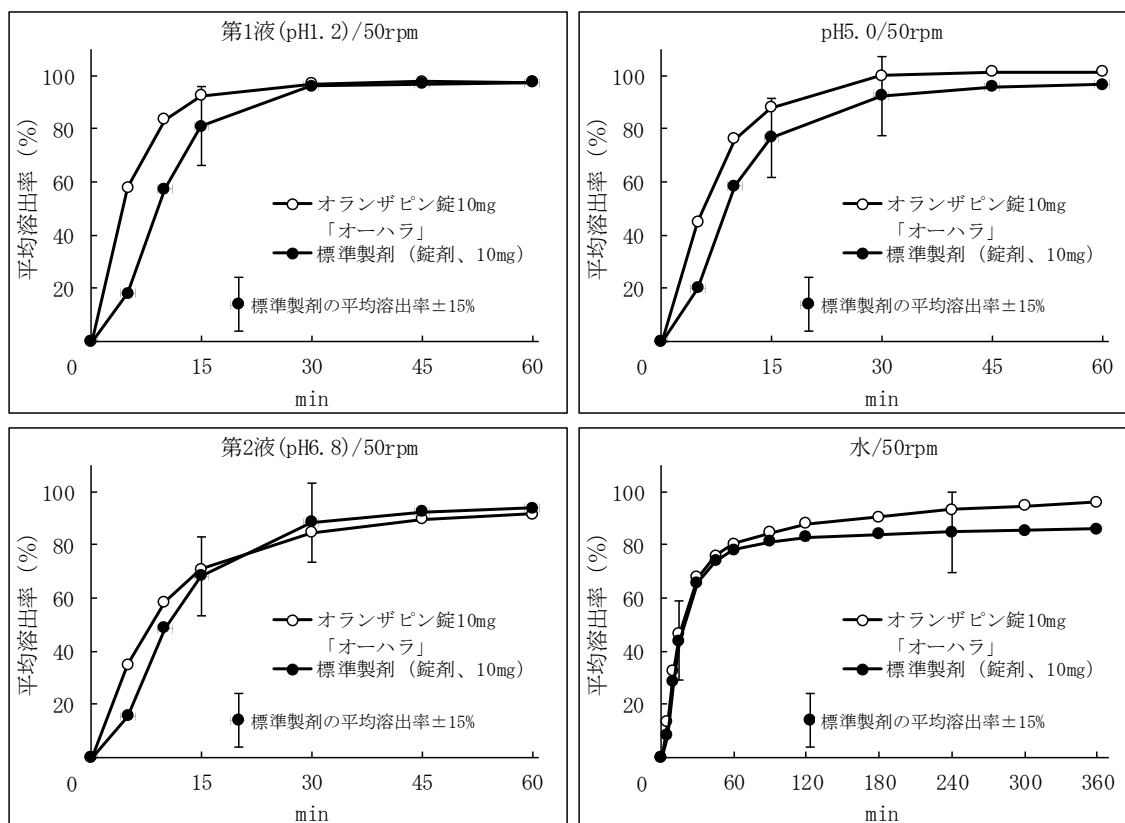 第1液(pH1.2)/50rpm
平均溶出率 (%)
100
80
60
40
20
0
15
30
45
60
min
オランザピン錠10mg
「オーハラ」
標準製剤 (錠剤、10mg)
標準製剤の平均溶出率±15%
pH5.0/50rpm
平均溶出率 (%)
100
80
60
40
20
0
15
30
45
60
min
オランザピン錠10mg
「オーハラ」
標準製剤 (錠剤、10mg)
標準製剤の平均溶出率±15%
第2液(pH6.8)/50rpm
平均溶出率 (%)
100
80
60
40
20
0
15
30
45
60
min
オランザピン錠10mg
「オーハラ」
標準製剤 (錠剤、10mg)
標準製剤の平均溶出率±15%
水/50rpm
平均溶出率 (%)
100
80
60
40
20
0
60
120
180
240
300
360
min
オランザピン錠10mg
「オーハラ」
標準製剤 (錠剤、10mg)
標準製剤の平均溶出率±15%